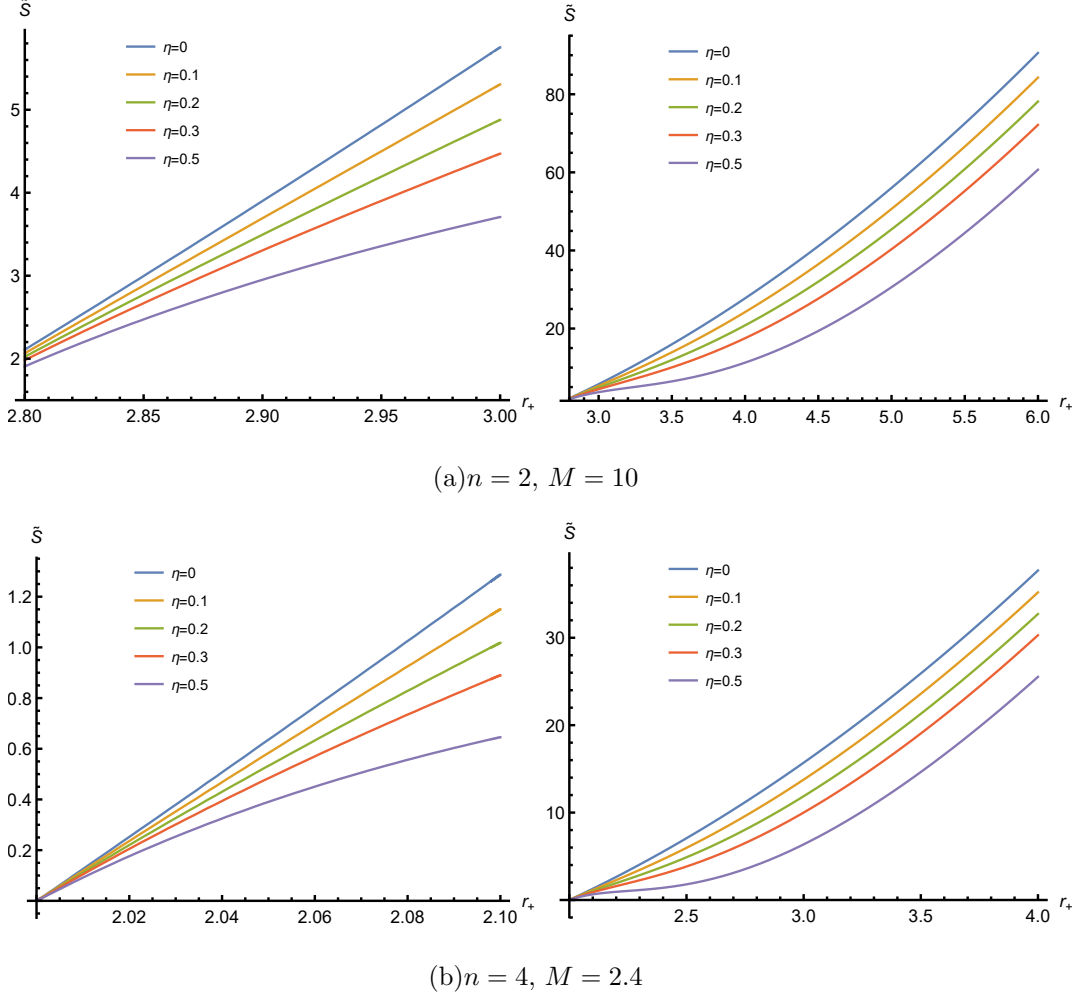 S̃
η=0
η=0.1
η=0.2
η=0.3
η=0.5
5
4
3
2
2.80 2.85 2.90 2.95 3.00 r₊
S̃
η=0
η=0.1
η=0.2
η=0.3
η=0.5
80
60
40
20
3.0 3.5 4.0 4.5 5.0 5.5 6.0 r₊
(a)n = 2, M = 10
S̃
η=0
η=0.1
η=0.2
η=0.3
η=0.5
1.2
1.0
0.8
0.6
0.4
0.2
2.02 2.04 2.06 2.08 2.10 r₊
S̃
η=0
η=0.1
η=0.2
η=0.3
η=0.5
30
20
10
2.5 3.0 3.5 4.0 r₊
(b)n = 4, M = 2.4